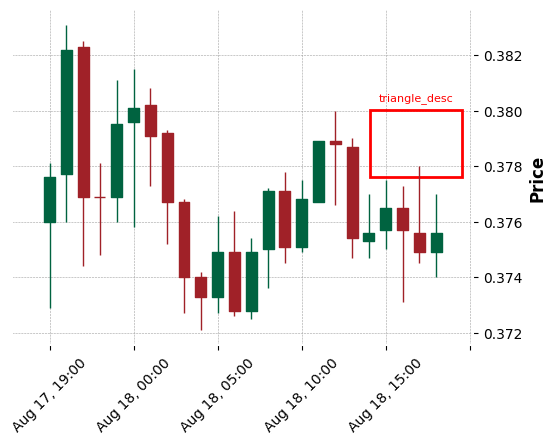 triangle_desc
0.382
0.380
0.378
0.376
0.374
0.372
Price
Aug 17, 19:00
Aug 18, 00:00
Aug 18, 05:00
Aug 18, 10:00
Aug 18, 15:00